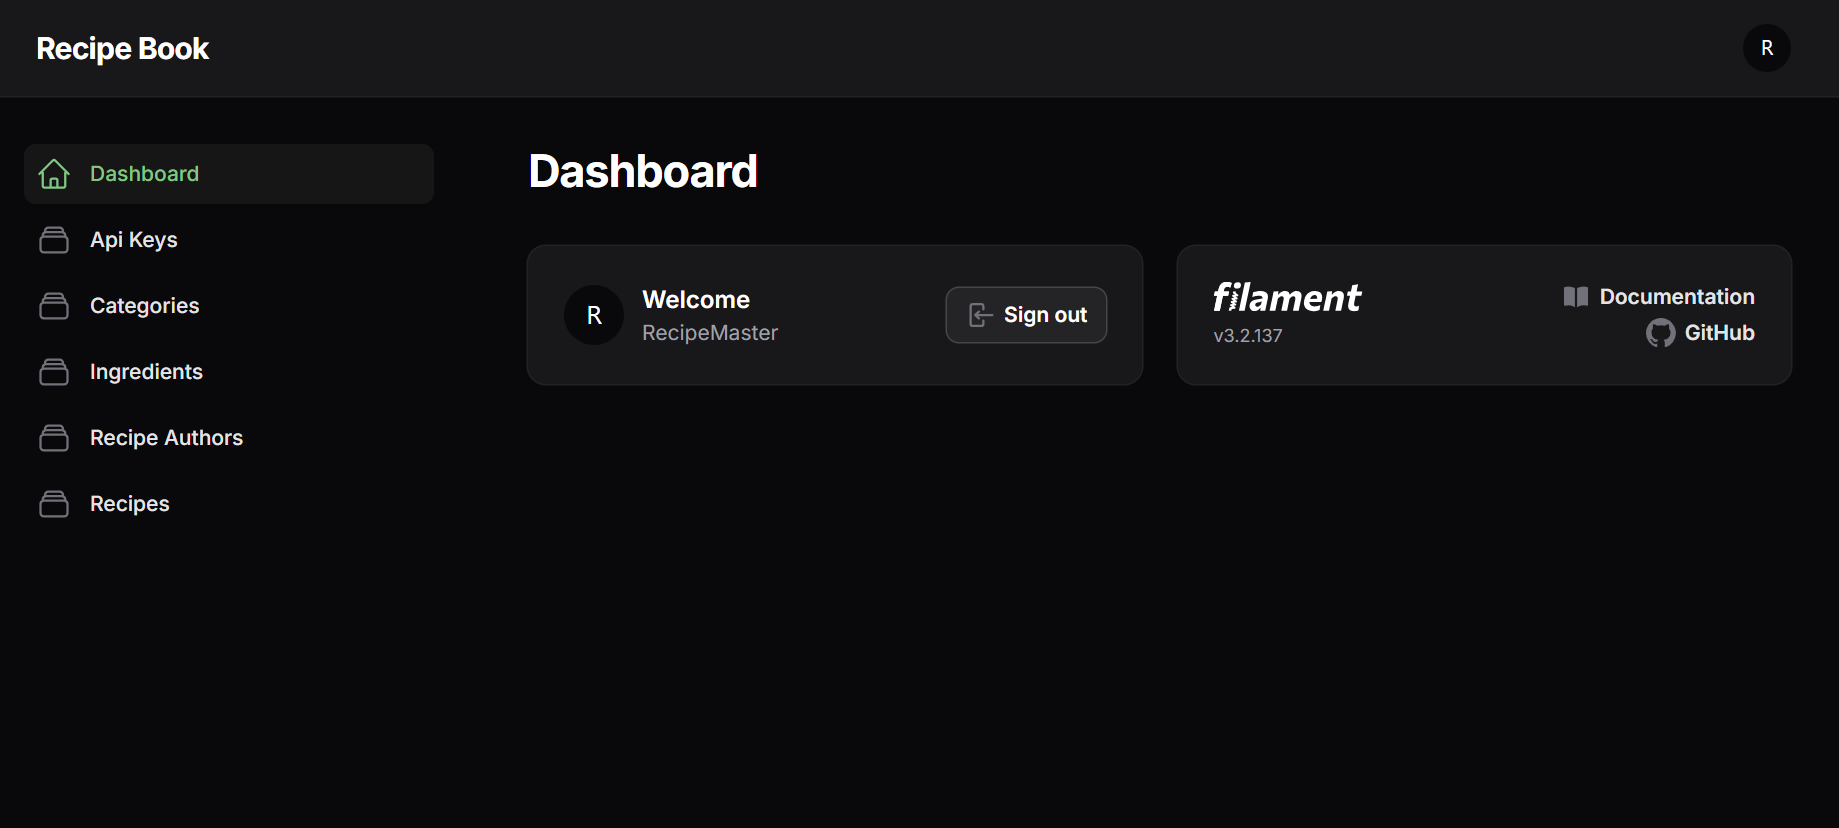 Recipe Book
R
Dashboard
Api Keys
Categories
Ingredients
Recipe Authors
Recipes
Dashboard
R
Welcome
RecipeMaster
Sign out
filament
v3.2.137
Documentation
GitHub